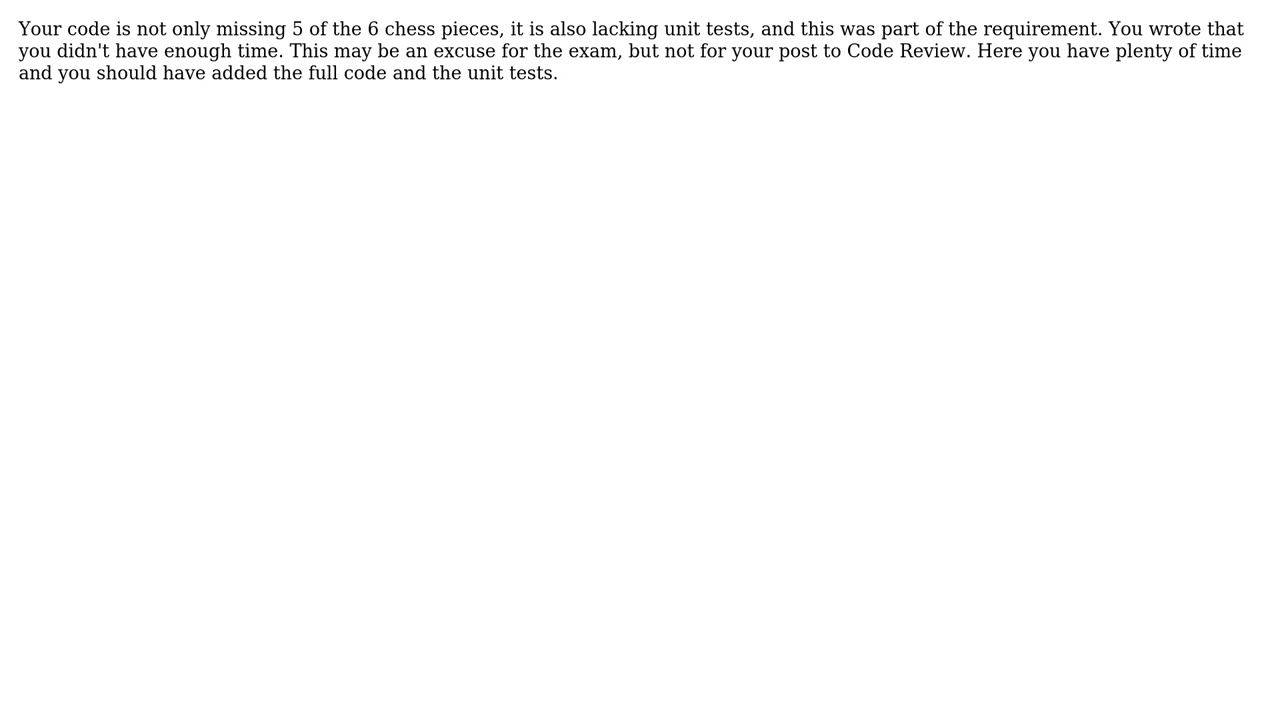 Your code is not only missing 5 of the 6 chess pieces, it is also lacking unit tests, and this was part of the requirement. You wrote that
you didn't have enough time. This may be an excuse for the exam, but not for your post to Code Review. Here you have plenty of time
and you should have added the full code and the unit tests.